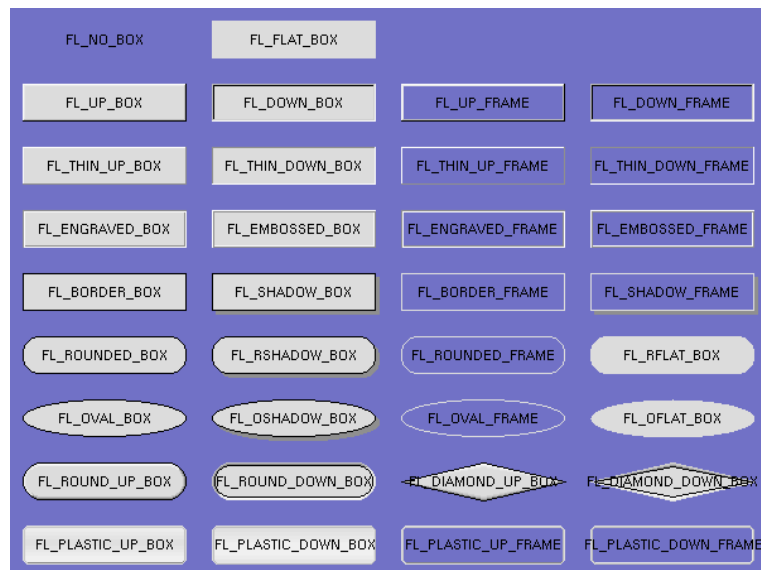 FL_NO_BOX FL_FLAT_BOX
FL_UP_BOX FL_DOWN_BOX FL_UP_FRAME FL_DOWN_FRAME
FL_THIN_UP_BOX FL_THIN_DOWN_BOX FL_THIN_UP_FRAME FL_THIN_DOWN_FRAME
FL_ENGRAVED_BOX FL_EMBOSSED_BOX FL_ENGRAVED_FRAME FL_EMBOSSED_FRAME
FL_BORDER_BOX FL_SHADOW_BOX FL_BORDER_FRAME FL_SHADOW_FRAME
FL_ROUNDED_BOX FL_RSHADOW_BOX FL_ROUNDED_FRAME FL_RFLAT_BOX
FL_OVAL_BOX FL_OSHADOW_BOX FL_OVAL_FRAME FL_OFLAT_BOX
FL_ROUND_UP_BOX FL_ROUND_DOWN_BOX FL_DIAMOND_UP_BOX FL_DIAMOND_DOWN_BOX
FL_PLASTIC_UP_BOX FL_PLASTIC_DOWN_BOX FL_PLASTIC_UP_FRAME FL_PLASTIC_DOWN_FRAME